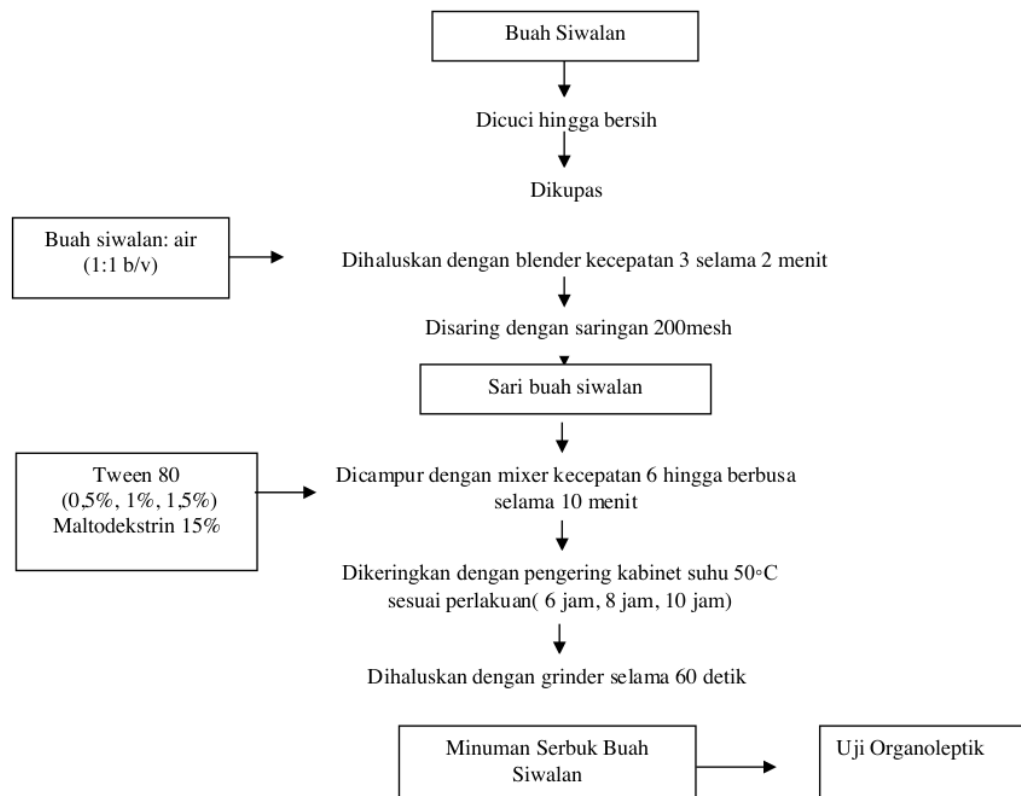 Buah Siwalan
Dicuci hingga bersih
Dikupas
Buah siwalan: air
(1:1 b/v)
Dihaluskan dengan blender kecepatan 3 selama 2 menit
Disaring dengan saringan 200mesh
Sari buah siwalan
Tween 80
(0,5%, 1%, 1,5%)
Maltodekstrin 15%
Dicampur dengan mixer kecepatan 6 hingga berbusa
selama 10 menit
Dikeringkan dengan pengering kabinet suhu 50◦C
sesuai perlakuan( 6 jam, 8 jam, 10 jam)
Dihaluskan dengan grinder selama 60 detik
Minuman Serbuk Buah
Siwalan
Uji Organoleptik